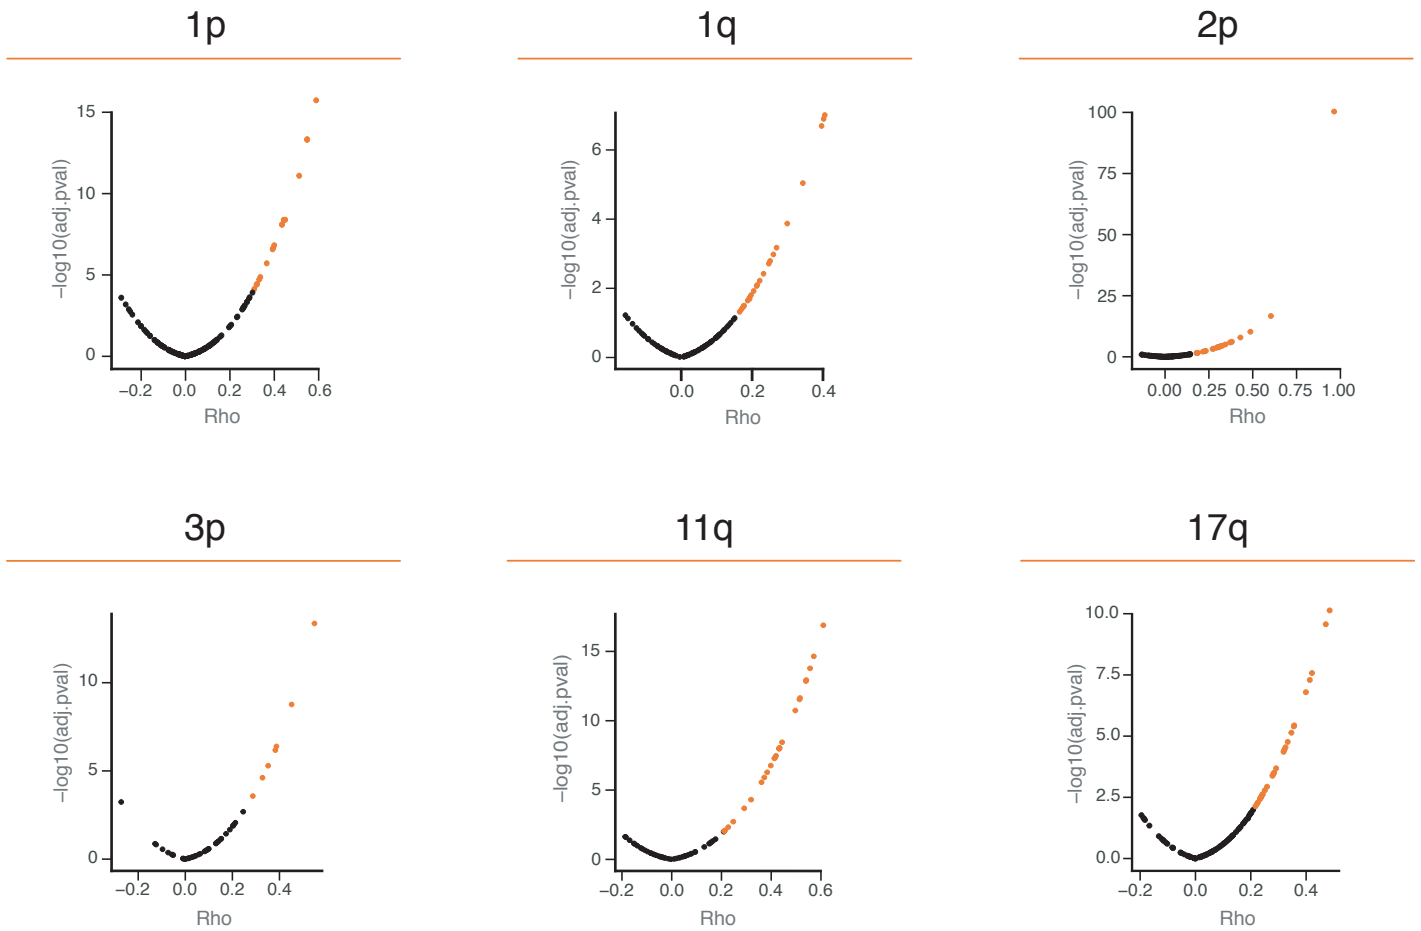 1p
1q
2p
15
10
5
0
−log10(adj.pval)
−0.2 0.0 0.2 0.4 0.6
Rho
6
4
2
0
−log10(adj.pval)
0.0 0.2 0.4
Rho
100
75
50
25
0
−log10(adj.pval)
0.00 0.25 0.50 0.75 1.00
Rho
3p
11q
17q
10
5
0
−log10(adj.pval)
−0.2 0.0 0.2 0.4
Rho
15
10
5
0
−log10(adj.pval)
−0.2 0.0 0.2 0.4 0.6
Rho
10.0
7.5
5.0
2.5
0.0
−log10(adj.pval)
−0.2 0.0 0.2 0.4
Rho